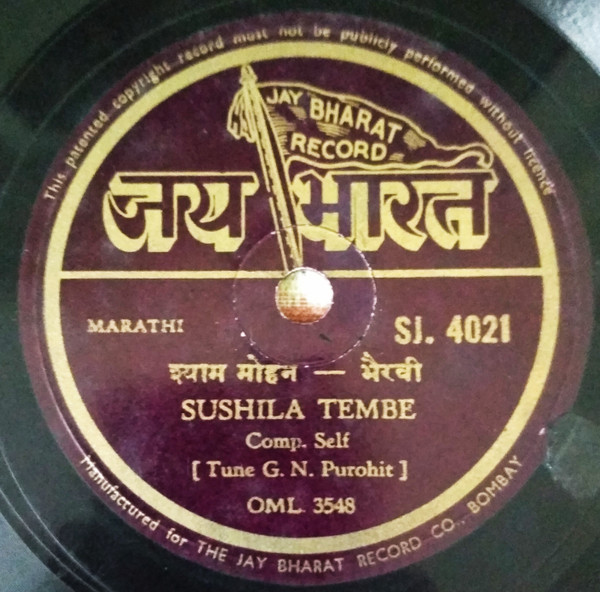 This patented copyright record must not be publicly performed without licence
JAY BHARAT
RECORD
जय भारत
MARATHI
SJ. 4021
श्याम मोहन — भैरवी
SUSHILA TEMBE
Comp. Self
[ Tune G. N. Purohit ]
OML 3548
Manufactured for THE JAY BHARAT RECORD CO., BOMBAY